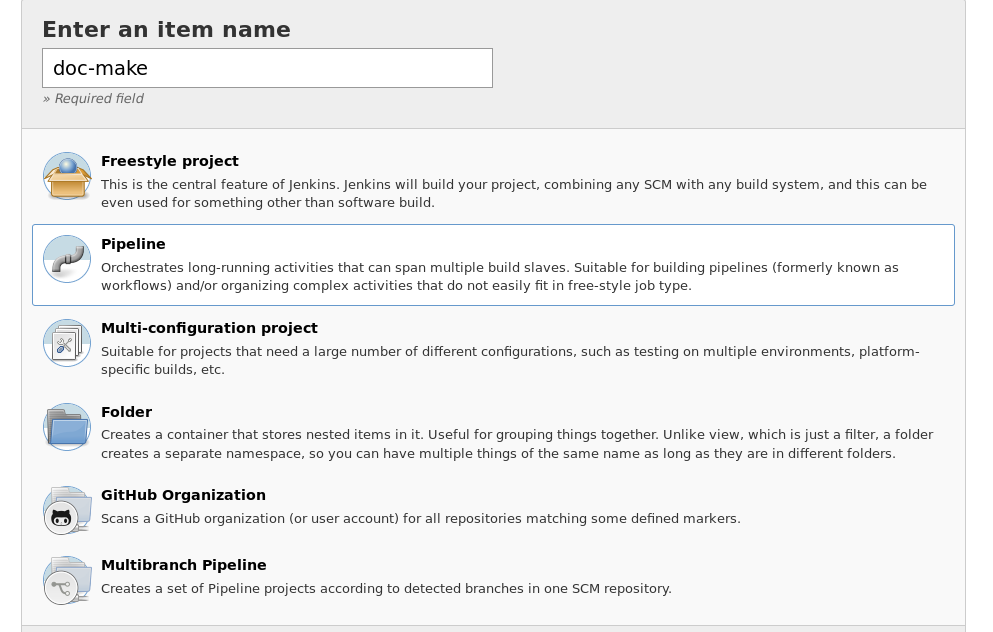 Enter an item name
doc-make
» Required field
Freestyle project
This is the central feature of Jenkins. Jenkins will build your project, combining any SCM with any build system, and this can be
even used for something other than software build.
Pipeline
Orchestrates long-running activities that can span multiple build slaves. Suitable for building pipelines (formerly known as
workflows) and/or organizing complex activities that do not easily fit in free-style job type.
Multi-configuration project
Suitable for projects that need a large number of different configurations, such as testing on multiple environments, platform-
specific builds, etc.
Folder
Creates a container that stores nested items in it. Useful for grouping things together. Unlike view, which is just a filter, a folder
creates a separate namespace, so you can have multiple things of the same name as long as they are in different folders.
GitHub Organization
Scans a GitHub organization (or user account) for all repositories matching some defined markers.
Multibranch Pipeline
Creates a set of Pipeline projects according to detected branches in one SCM repository.